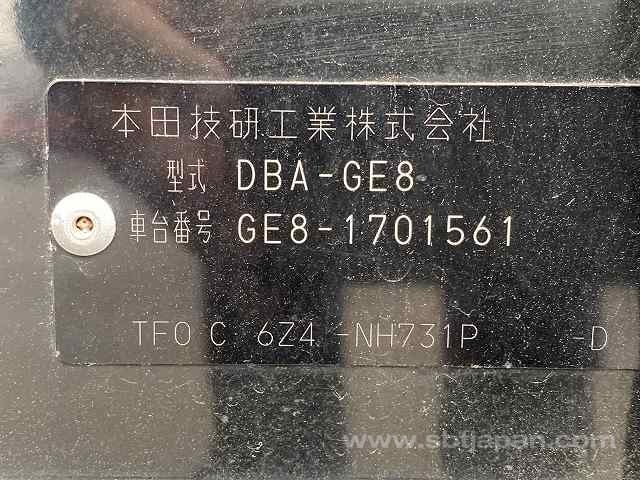 本田技研工業株式会社
型式 DBA-GE8
車台番号 GE8-1701561
TF0 C 6Z4 -NH731P -D
www.sbtjapan.com